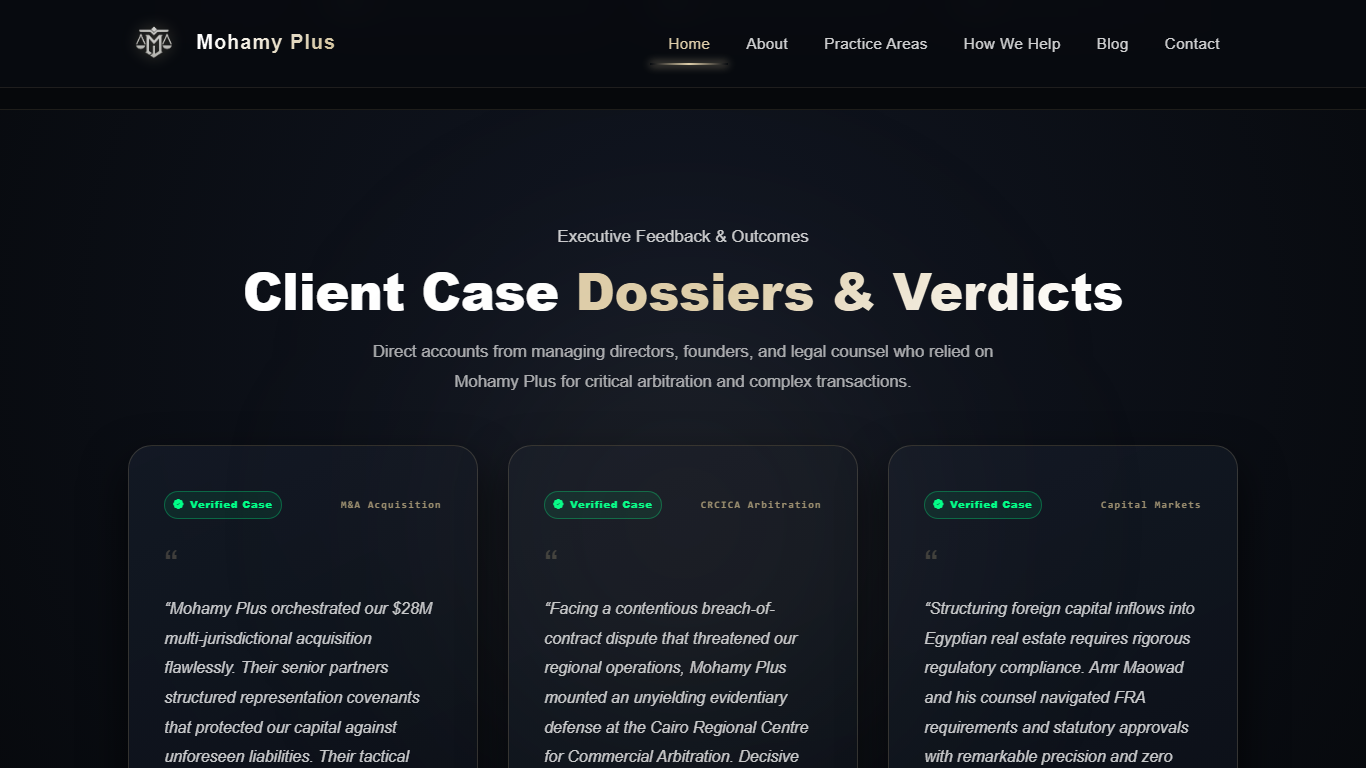 Mohamy Plus
Home
About
Practice Areas
How We Help
Blog
Contact
Executive Feedback & Outcomes
Client Case Dossiers & Verdicts
Direct accounts from managing directors, founders, and legal counsel who relied on
Mohamy Plus for critical arbitration and complex transactions.
Verified Case
M&A Acquisition
“
“Mohamy Plus orchestrated our $28M
multi-jurisdictional acquisition
flawlessly. Their senior partners
structured representation covenants
that protected our capital against
unforeseen liabilities. Their tactical
Verified Case
CRCICA Arbitration
“
“Facing a contentious breach-of-
contract dispute that threatened our
regional operations, Mohamy Plus
mounted an unyielding evidentiary
defense at the Cairo Regional Centre
for Commercial Arbitration. Decisive
Verified Case
Capital Markets
“
“Structuring foreign capital inflows into
Egyptian real estate requires rigorous
regulatory compliance. Amr Maowad
and his counsel navigated FRA
requirements and statutory approvals
with remarkable precision and zero